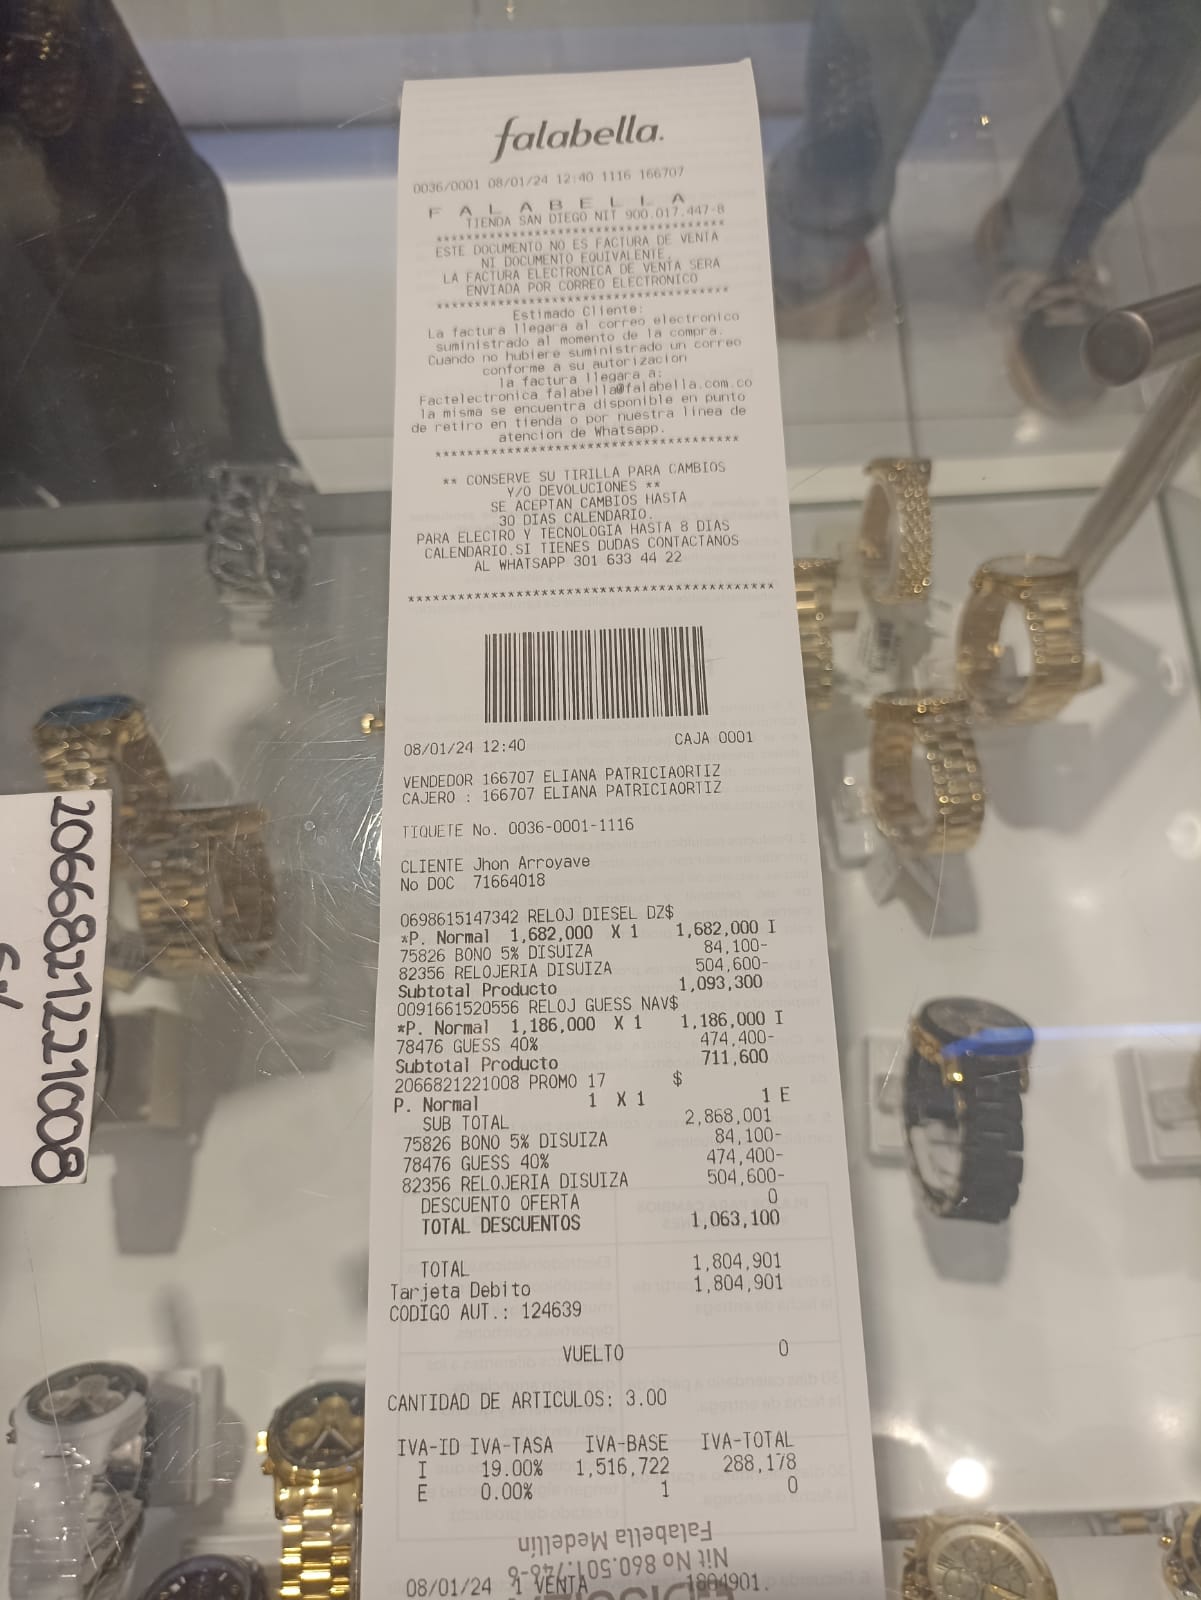 falabella.
0036/0001 08/01/24 12:40 1116 166707
F A L A B E L L A
TIENDA SAN DIEGO NIT 900.017.447-8
**********************************
ESTE DOCUMENTO NO ES FACTURA DE VENTA
NI DOCUMENTO EQUIVALENTE.
LA FACTURA ELECTRONICA DE VENTA SERA
ENVIADA POR CORREO ELECTRONICO
**********************************
Estimado Cliente:
La factura llegara al correo electronico
suministrado al momento de la compra.
Cuando no hubiere suministrado un correo
conforme a su autorizacion
la factura llegara a:
Factelectronica.falabella@falabella.com.co
la misma se encuentra disponible en punto
de retiro en tienda o por nuestra linea de
atencion de Whatsapp.
***********************************
** CONSERVE SU TIRILLA PARA CAMBIOS
Y/O DEVOLUCIONES **
SE ACEPTAN CAMBIOS HASTA
30 DIAS CALENDARIO.
PARA ELECTRO Y TECNOLOGIA HASTA 8 DIAS
CALENDARIO.SI TIENES DUDAS CONTACTANOS
AL WHATSAPP 301 633 44 22
********************************************
08/01/24 12:40 CAJA 0001
VENDEDOR 166707 ELIANA PATRICIAORTIZ
CAJERO : 166707 ELIANA PATRICIAORTIZ
TIQUETE No. 0036-0001-1116
CLIENTE Jhon Arroyave
No DOC 71664018
0698615147342 RELOJ DIESEL DZ$
*P. Normal 1,682,000 X 1 1,682,000 I
75826 BONO 5% DISUIZA 84,100-
82356 RELOJERIA DISUIZA 504,600-
Subtotal Producto 1,093,300
0091661520556 RELOJ GUESS NAV$
*P. Normal 1,186,000 X 1 1,186,000 I
78476 GUESS 40% 474,400-
Subtotal Producto 711,600
2066821221008 PROMO 17 $
P. Normal 1 X 1 1 E
SUB TOTAL 2,868,001
75826 BONO 5% DISUIZA 84,100-
78476 GUESS 40% 474,400-
82356 RELOJERIA DISUIZA 504,600-
DESCUENTO OFERTA 0
TOTAL DESCUENTOS 1,063,100
TOTAL 1,804,901
Tarjeta Debito 1,804,901
CODIGO AUT.: 124639
VUELTO 0
CANTIDAD DE ARTICULOS: 3.00
IVA-ID IVA-TASA IVA-BASE IVA-TOTAL
I 19.00% 1,516,722 288,178
E 0.00% 1 0
Falabella Medellín
Nit No 860.501.746-6
08/01/24 1 VENTA 1804901.
2066821221008